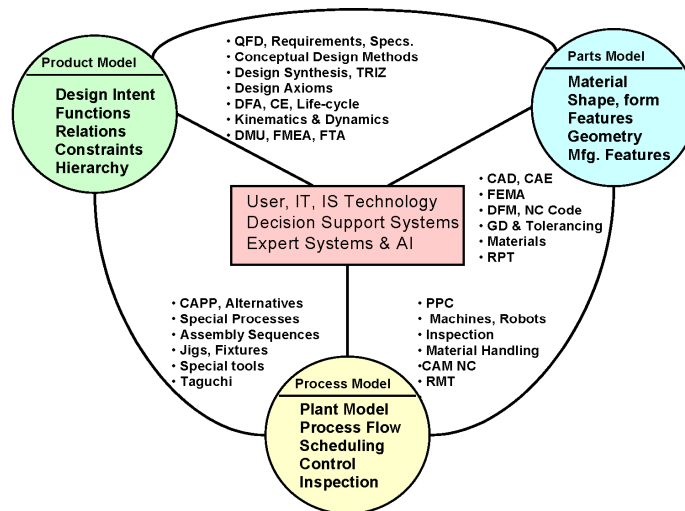 Product Model
Design Intent
Functions
Relations
Constraints
Hierarchy
• QFD, Requirements, Specs.
• Conceptual Design Methods
• Design Synthesis, TRIZ
• Design Axioms
• DFA, CE, Life-cycle
• Kinematics & Dynamics
• DMU, FMEA, FTA
Parts Model
Material
Shape, form
Features
Geometry
Mfg. Features
User, IT, IS Technology
Decision Support Systems
Expert Systems & AI
• CAD, CAE
• FEMA
• DFM, NC Code
• GD & Tolerancing
• Materials
• RPT
• CAPP, Alternatives
• Special Processes
• Assembly Sequences
• Jigs, Fixtures
• Special tools
• Taguchi
• PPC
• Machines, Robots
• Inspection
• Material Handling
•CAM NC
• RMT
Process Model
Plant Model
Process Flow
Scheduling
Control
Inspection